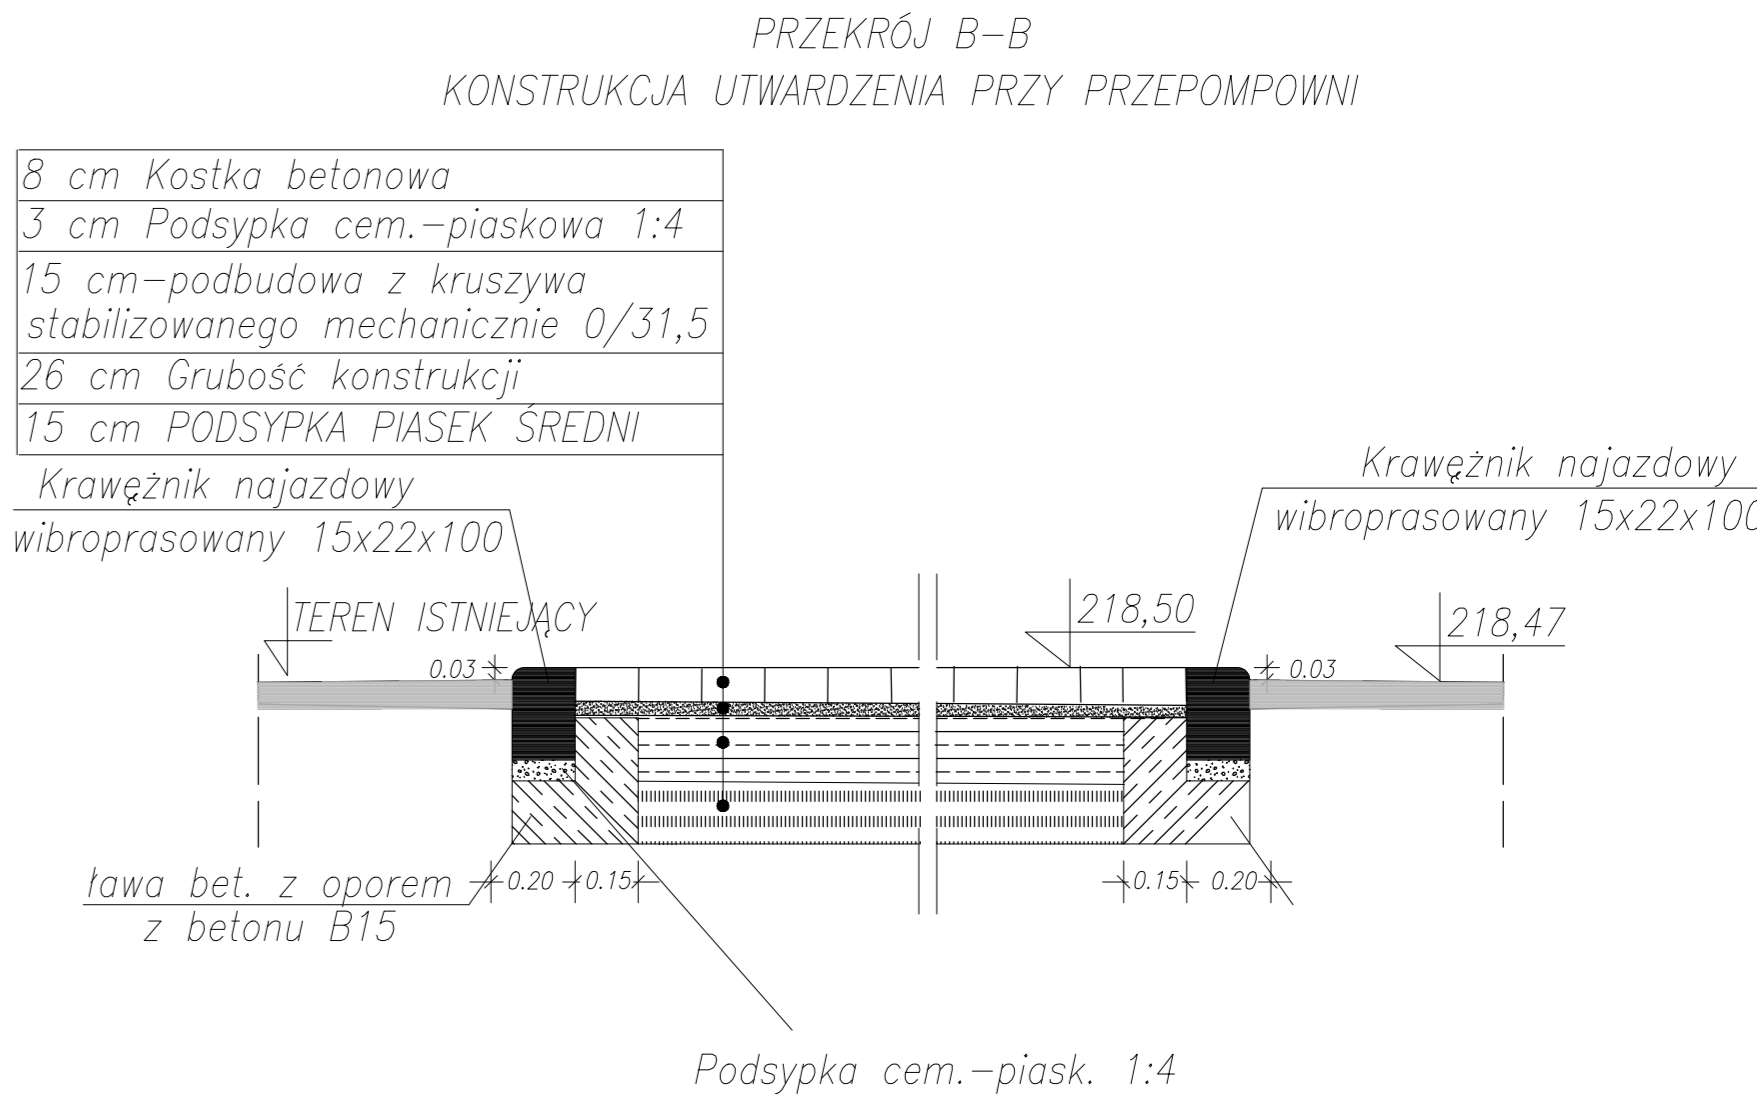 PRZEKRÓJ B-B
KONSTRUKCJA UTWARDZENIA PRZY PRZEPOMPOWNI
8 cm Kostka betonowa
3 cm Podsypka cem.-piaskowa 1:4
15 cm-podbudowa z kruszywa
stabilizowanego mechanicznie 0/31,5
26 cm Grubość konstrukcji
15 cm PODSYPKA PIASEK ŚREDNI
Krawężnik najazdowy
wibroprasowany 15x22x100
Krawężnik najazdowy
wibroprasowany 15x22x100
TEREN ISTNIEJĄCY
218,50
218,47
0.03
0.03
0.20
0.15
0.15
0.20
ława bet. z oporem
z betonu B15
Podsypka cem.-piask. 1:4